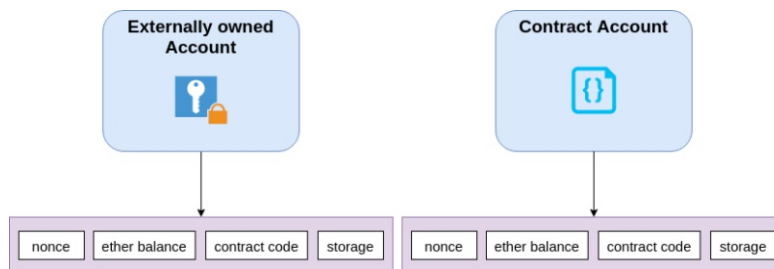 Externally owned
Account
Contract Account
{}
nonce
ether balance
contract code
storage
nonce
ether balance
contract code
storage